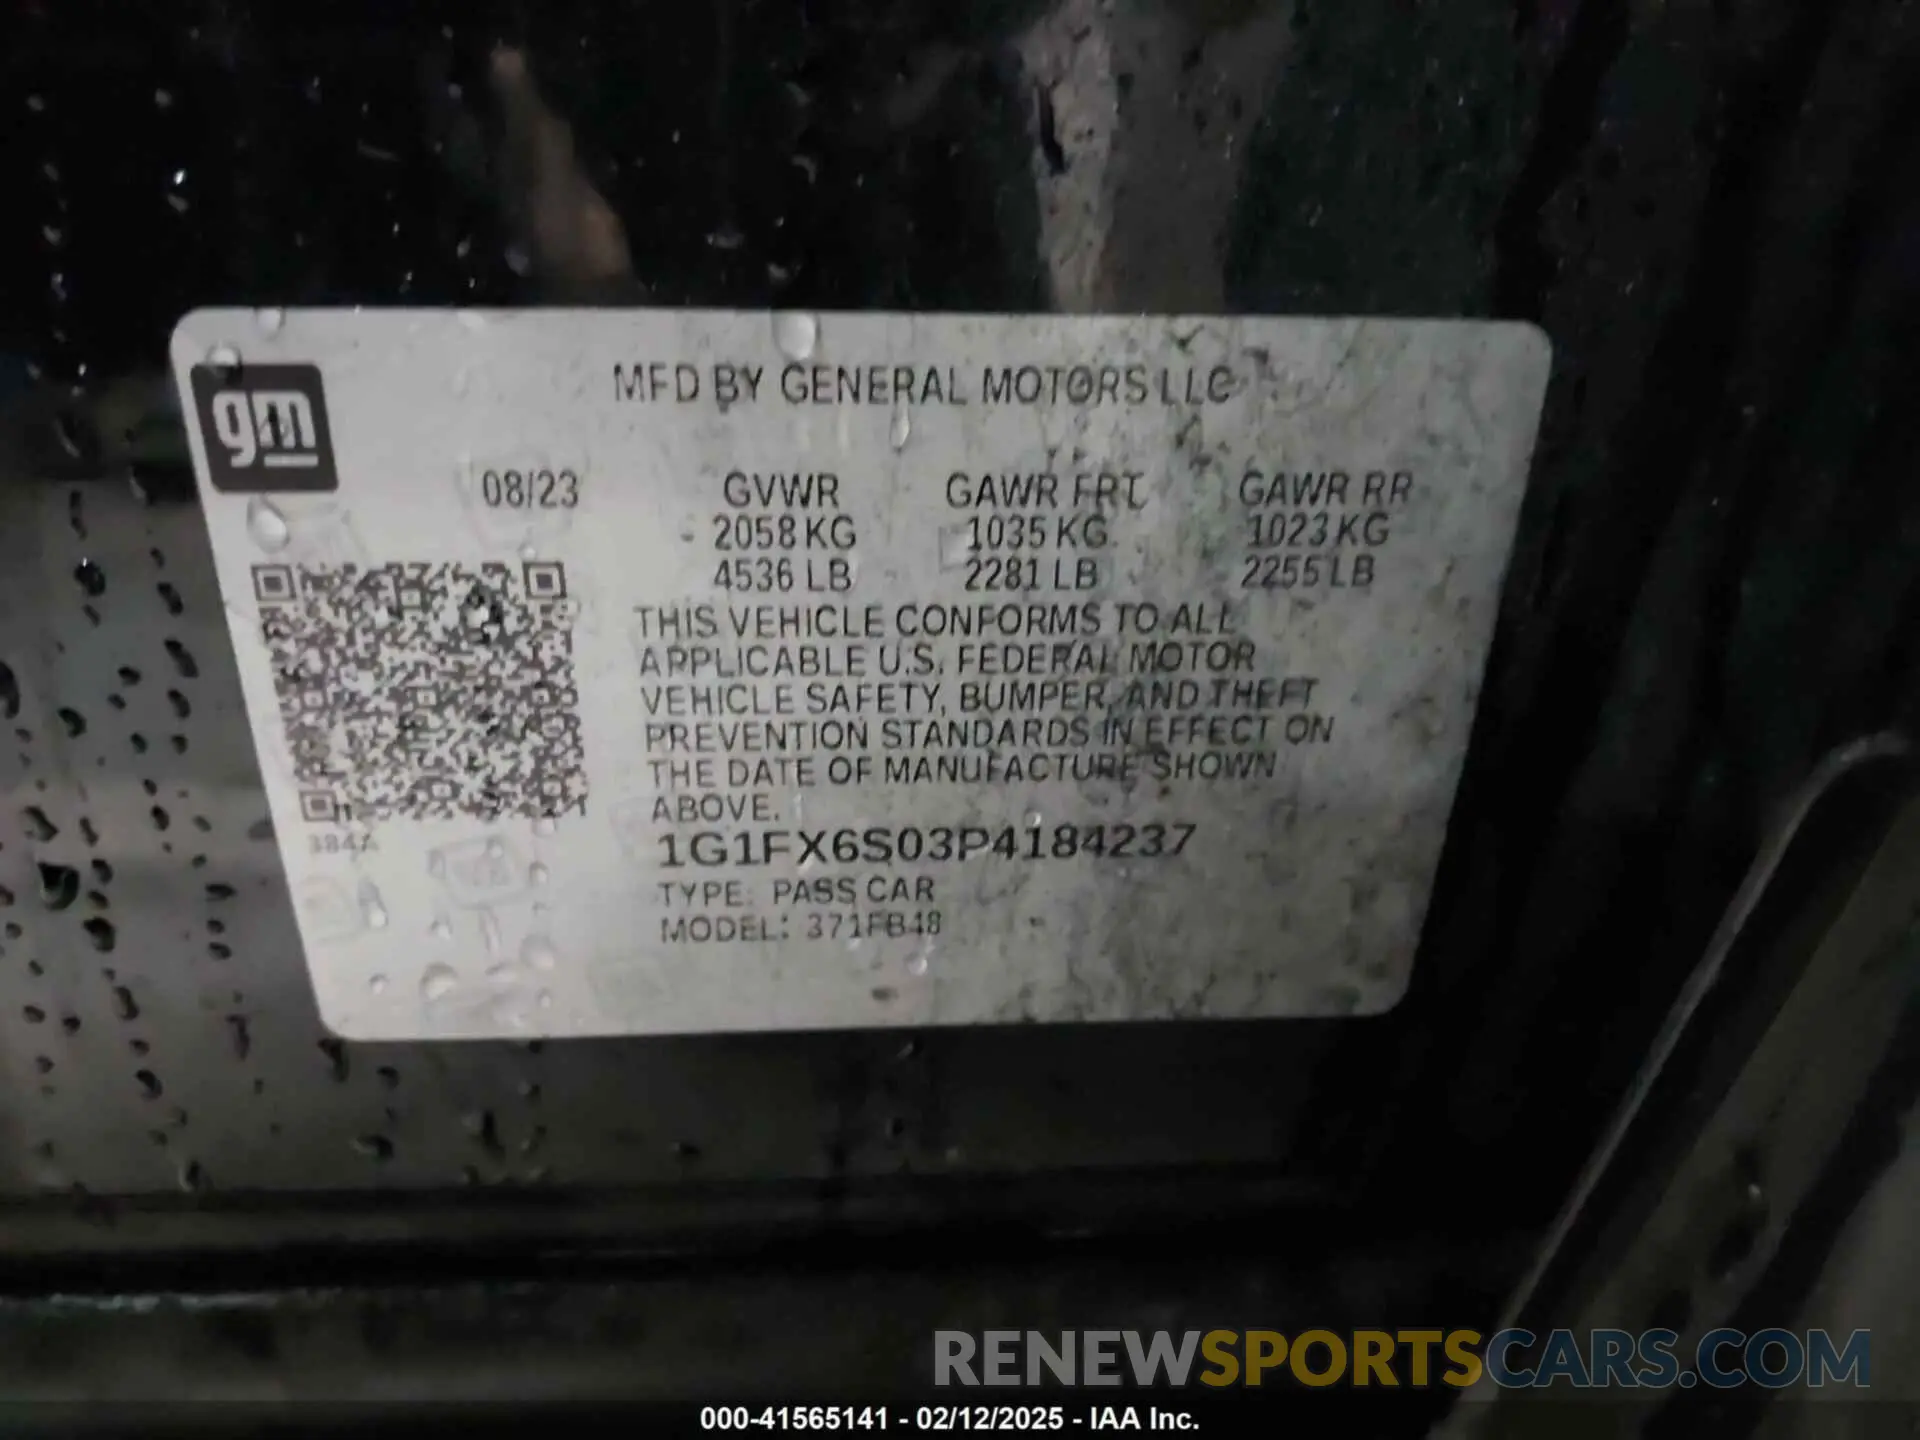 gm
MFD BY GENERAL MOTORS LLC
08/23 GVWR GAWR FRT GAWR RR
2058 KG 1035 KG 1023 KG
4536 LB 2281 LB 2255 LB
THIS VEHICLE CONFORMS TO ALL
APPLICABLE U.S. FEDERAL MOTOR
VEHICLE SAFETY, BUMPER, AND THEFT
PREVENTION STANDARDS IN EFFECT ON
THE DATE OF MANUFACTURE SHOWN
ABOVE.
384A
1G1FX6S03P4184237
TYPE: PASS CAR
MODEL: 371FB48
RENEWSPORTSCARS.COM
000-41565141 - 02/12/2025 - IAA Inc.